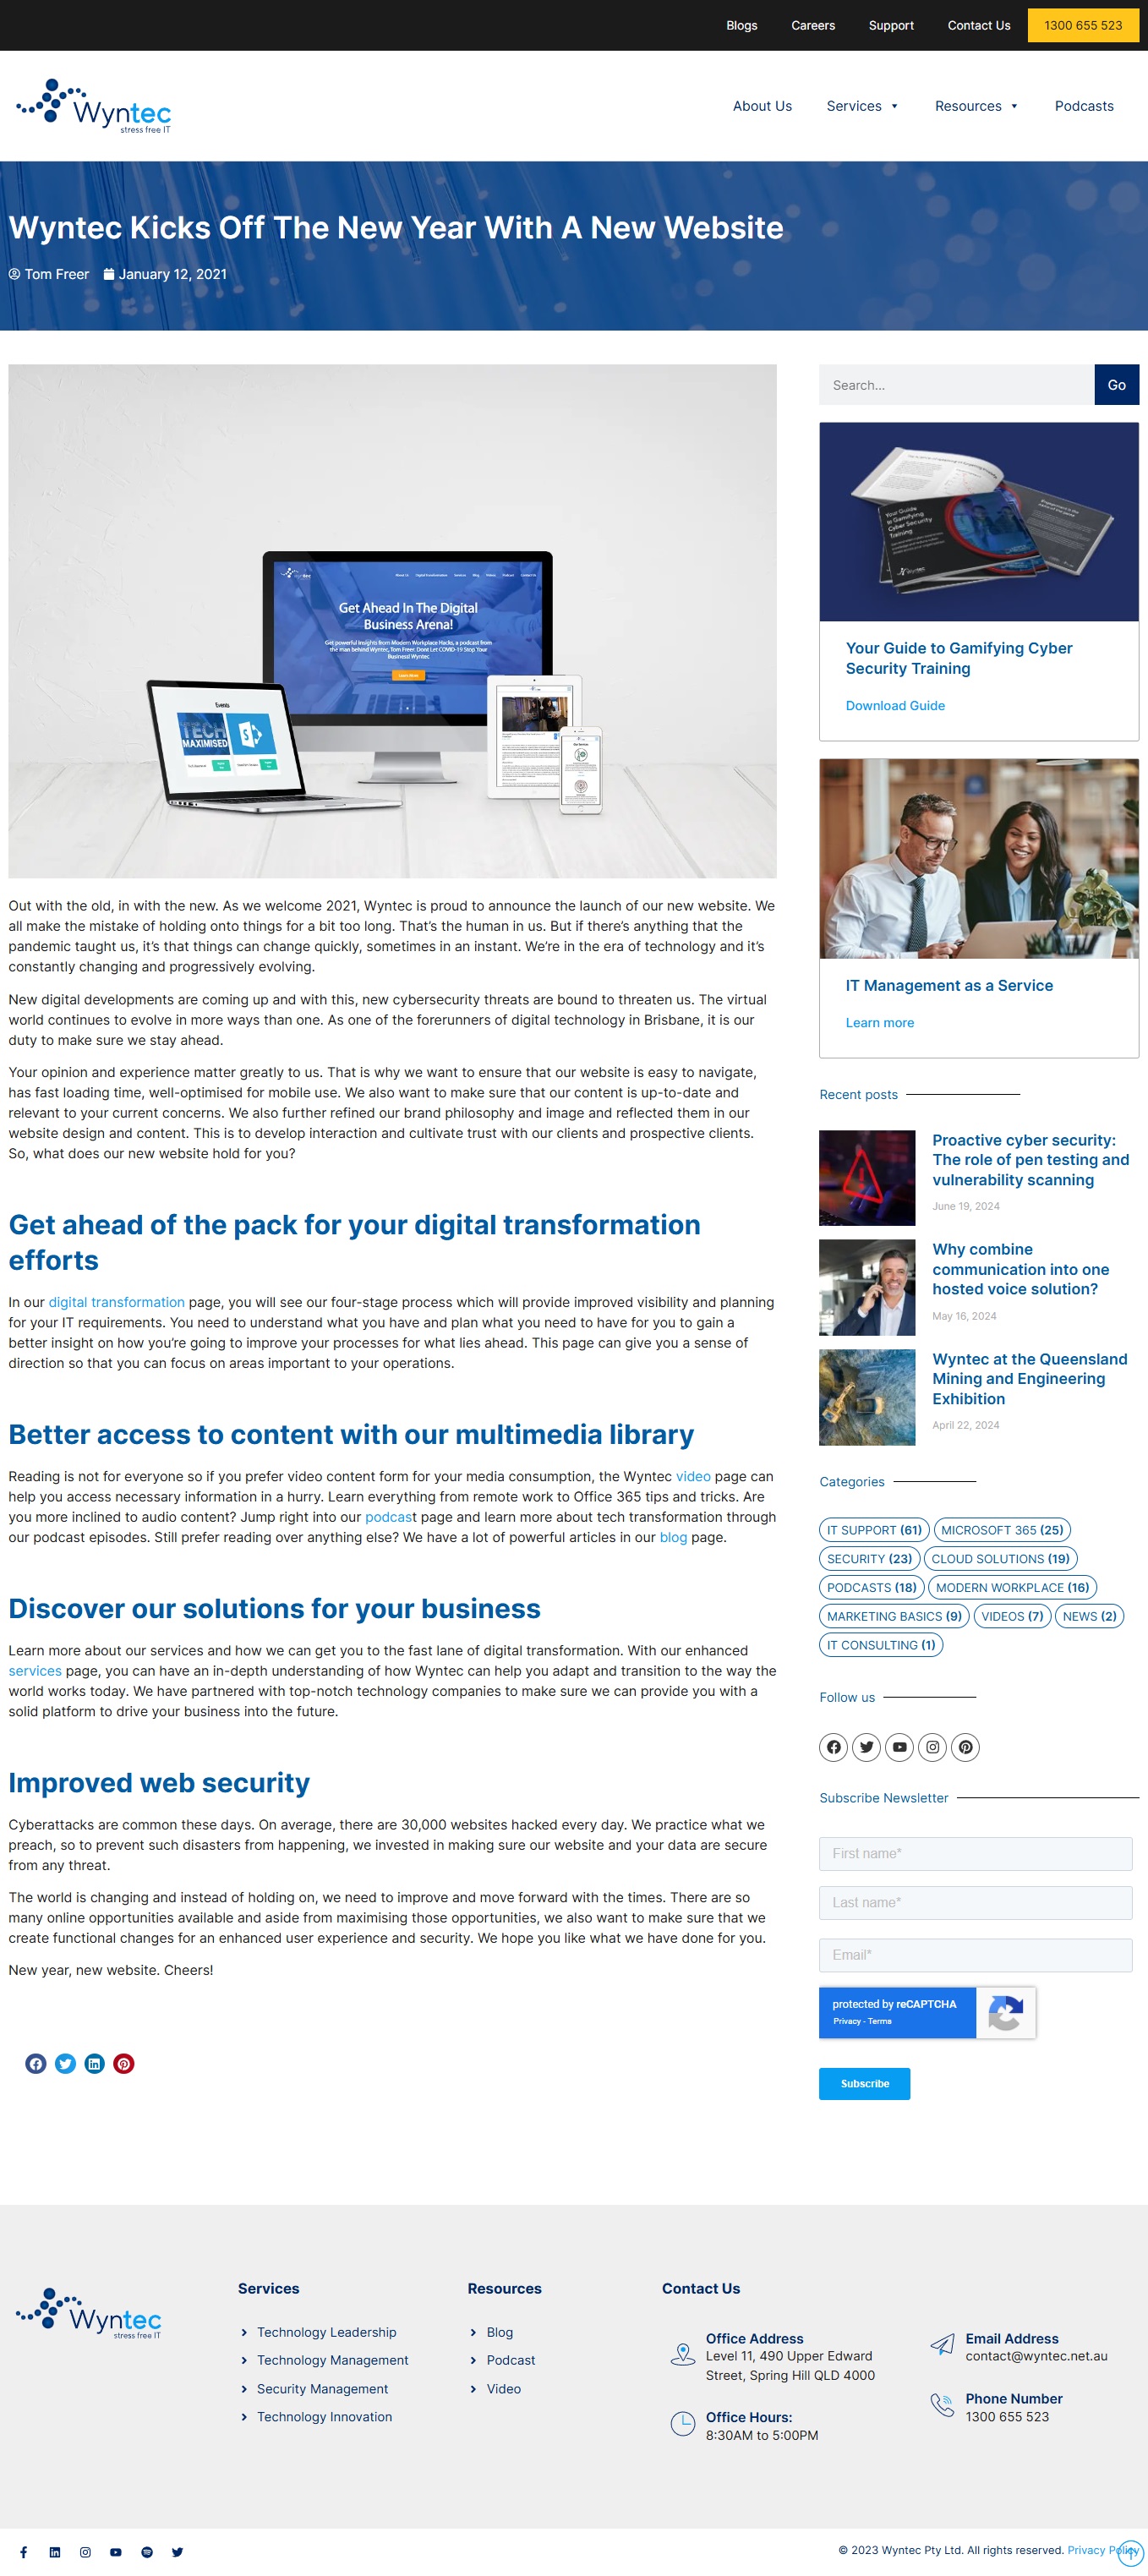 Blogs
Careers
Support
Contact Us
1300 655 523
Wyntec
stress free IT
About Us
Services
Resources
Podcasts
Wyntec Kicks Off The New Year With A New Website
Tom Freer
January 12, 2021
Search...
Go
Get Ahead In The Digital
Business Arena!
Events
TECH
MAXIMISED
Your Guide
to Gamifying
Cyber Security
Training
Wyntec
Your Guide to Gamifying Cyber
Security Training
Download Guide
IT Management as a Service
Learn more
Out with the old, in with the new. As we welcome 2021, Wyntec is proud to announce the launch of our new website. We
all make the mistake of holding onto things for a bit too long. That’s the human in us. But if there’s anything that the
pandemic taught us, it’s that things can change quickly, sometimes in an instant. We’re in the era of technology and it’s
constantly changing and progressively evolving.
New digital developments are coming up and with this, new cybersecurity threats are bound to threaten us. The virtual
world continues to evolve in more ways than one. As one of the forerunners of digital technology in Brisbane, it is our
duty to make sure we stay ahead.
Your opinion and experience matter greatly to us. That is why we want to ensure that our website is easy to navigate,
has fast loading time, well-optimised for mobile use. We also want to make sure that our content is up-to-date and
relevant to your current concerns. We also further refined our brand philosophy and image and reflected them in our
website design and content. This is to develop interaction and cultivate trust with our clients and prospective clients.
So, what does our new website hold for you?
Get ahead of the pack for your digital transformation
efforts
In our digital transformation page, you will see our four-stage process which will provide improved visibility and planning
for your IT requirements. You need to understand what you have and plan what you need to have for you to gain a
better insight on how you’re going to improve your processes for what lies ahead. This page can give you a sense of
direction so that you can focus on areas important to your operations.
Better access to content with our multimedia library
Reading is not for everyone so if you prefer video content form for your media consumption, the Wyntec video page can
help you access necessary information in a hurry. Learn everything from remote work to Office 365 tips and tricks. Are
you more inclined to audio content? Jump right into our podcast page and learn more about tech transformation through
our podcast episodes. Still prefer reading over anything else? We have a lot of powerful articles in our blog page.
Discover our solutions for your business
Learn more about our services and how we can get you to the fast lane of digital transformation. With our enhanced
services page, you can have an in-depth understanding of how Wyntec can help you adapt and transition to the way the
world works today. We have partnered with top-notch technology companies to make sure we can provide you with a
solid platform to drive your business into the future.
Improved web security
Cyberattacks are common these days. On average, there are 30,000 websites hacked every day. We practice what we
preach, so to prevent such disasters from happening, we invested in making sure our website and your data are secure
from any threat.
The world is changing and instead of holding on, we need to improve and move forward with the times. There are so
many online opportunities available and aside from maximising those opportunities, we also want to make sure that we
create functional changes for an enhanced user experience and security. We hope you like what we have done for you.
New year, new website. Cheers!
Recent posts
Proactive cyber security:
The role of pen testing and
vulnerability scanning
June 19, 2024
Why combine
communication into one
hosted voice solution?
May 16, 2024
Wyntec at the Queensland
Mining and Engineering
Exhibition
April 22, 2024
Categories
IT SUPPORT (61)
MICROSOFT 365 (25)
SECURITY (23)
CLOUD SOLUTIONS (19)
PODCASTS (18)
MODERN WORKPLACE (16)
MARKETING BASICS (9)
VIDEOS (7)
NEWS (2)
IT CONSULTING (1)
Follow us
Subscribe Newsletter
First name*
Last name*
Email*
protected by reCAPTCHA
Privacy - Terms
Subscribe
Wyntec
stress free IT
Services
Technology Leadership
Technology Management
Security Management
Technology Innovation
Resources
Blog
Podcast
Video
Contact Us
Office Address
Level 11, 490 Upper Edward
Street, Spring Hill QLD 4000
Office Hours:
8:30AM to 5:00PM
Email Address
contact@wyntec.net.au
Phone Number
1300 655 523
© 2023 Wyntec Pty Ltd. All rights reserved. Privacy Policy